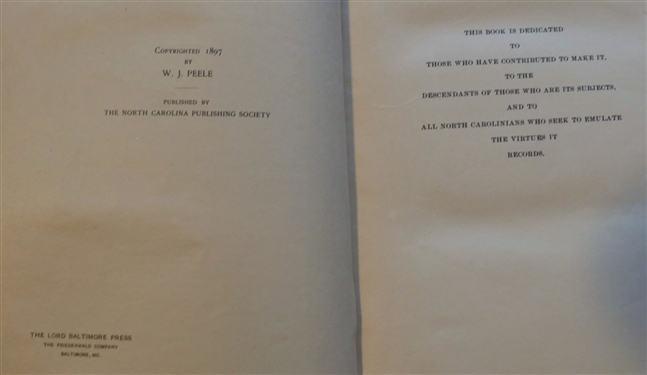 COPYRIGHTED 1897
BY
W. J. PEELE
PUBLISHED BY
THE NORTH CAROLINA PUBLISHING SOCIETY
THE LORD BALTIMORE PRESS
THE FRIEDENWALD COMPANY
BALTIMORE, MD.
THIS BOOK IS DEDICATED
TO
THOSE WHO HAVE CONTRIBUTED TO MAKE IT,
TO THE
DESCENDANTS OF THOSE WHO ARE ITS SUBJECTS,
AND TO
ALL NORTH CAROLINIANS WHO SEEK TO EMULATE
THE VIRTUES IT
RECORDS.